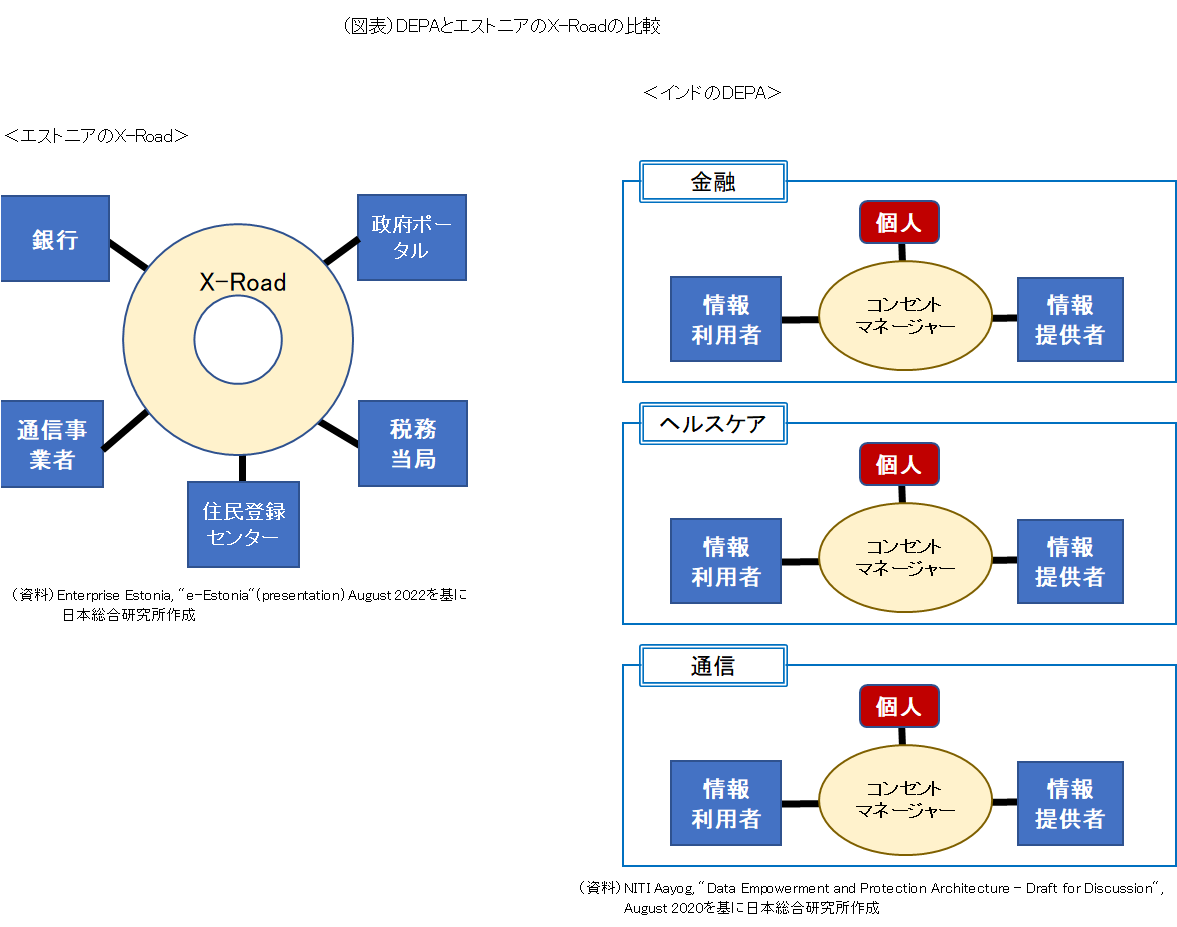 （図表）DEPAとエストニアのX-Roadの比較
＜エストニアのX-Road＞
銀行
政府ポー
タル
X-Road
通信事
業者
税務
当局
住民登録
センター
（資料）Enterprise Estonia, “e-Estonia“(presentation) August 2022を基に
日本総合研究所作成
＜インドのDEPA＞
金融
個人
情報
利用者
コンセント
マネージャー
情報
提供者
ヘルスケア
個人
情報
利用者
コンセント
マネージャー
情報
提供者
通信
個人
情報
利用者
コンセント
マネージャー
情報
提供者
（資料）NITI Aayog, “Data Empowerment and Protection Architecture - Draft for Discussion“,
August 2020を基に日本総合研究所作成